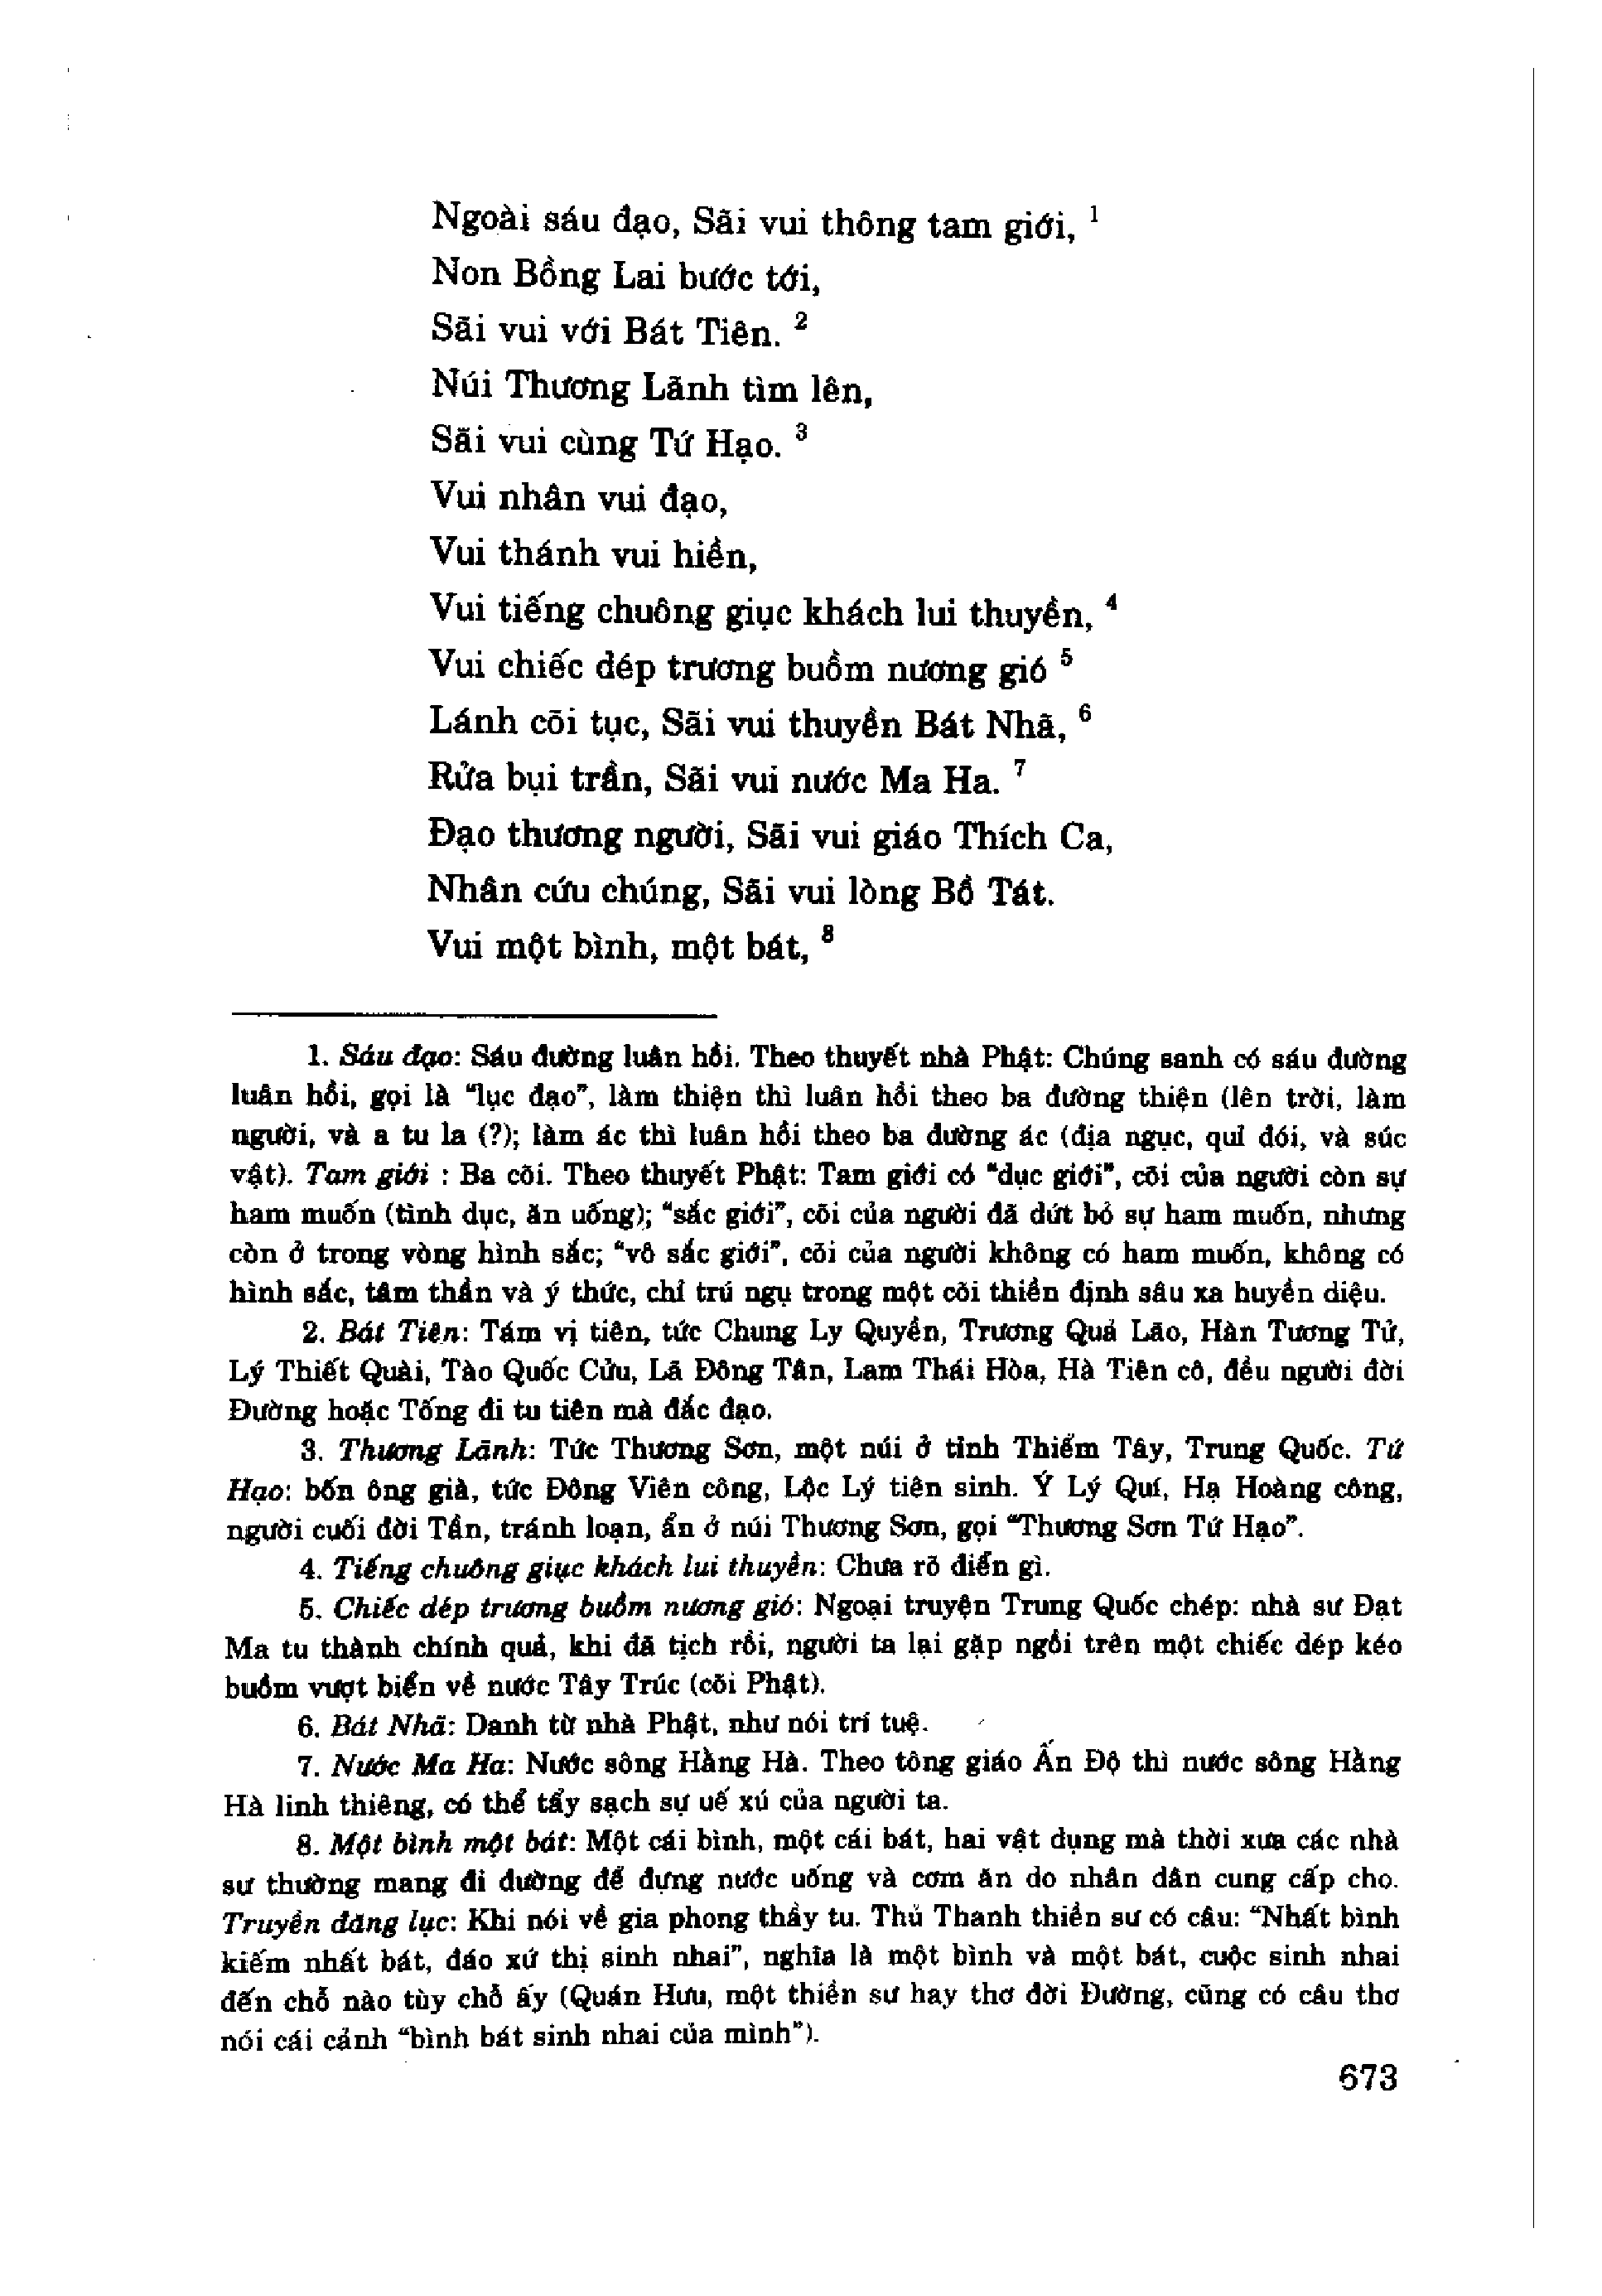 Ngoài sáu đạo, Sãi vui thông tam giới, 1
Non Bồng Lai bước tới,
Sãi vui với Bát Tiên. 2
Núi Thương Lãnh tìm lên,
Sãi vui cùng Tứ Hạo. 3
Vui nhân vui đạo,
Vui thánh vui hiền,
Vui tiếng chuông giục khách lui thuyền, 4
Vui chiếc dép trương buồm nương gió 5
Lánh cõi tục, Sãi vui thuyền Bát Nhã, 6
Rửa bụi trần, Sãi vui nước Ma Ha. 7
Đạo thương người, Sãi vui giáo Thích Ca,
Nhân cứu chúng, Sãi vui lòng Bồ Tát.
Vui một bình, một bát, 8
1. Sáu đạo: Sáu đường luân hồi. Theo thuyết nhà Phật: Chúng sanh có sáu đường
luân hồi, gọi là “lục đạo”, làm thiện thì luân hồi theo ba đường thiện (lên trời, làm
người, và a tu la (?); làm ác thì luân hồi theo ba đường ác (địa ngục, quỉ đói, và súc
vật). Tam giới : Ba cõi. Theo thuyết Phật: Tam giới có “dục giới”, cõi của người còn sự
ham muốn (tình dục, ăn uống); “sắc giới”, cõi của người đã dứt bỏ sự ham muốn, nhưng
còn ở trong vòng hình sắc; “vô sắc giới”, cõi của người không có ham muốn, không có
hình sắc, tâm thần và ý thức, chỉ trú ngụ trong một cõi thiền định sâu xa huyền diệu.
2. Bát Tiên: Tám vị tiên, tức Chung Ly Quyền, Trương Quả Lão, Hàn Tương Tử,
Lý Thiết Quài, Tào Quốc Cửu, Lã Đông Tân, Lam Thái Hòa, Hà Tiên cô, đều người đời
Đường hoặc Tống đi tu tiên mà đắc đạo.
3. Thương Lãnh: Tức Thương Sơn, một núi ở tỉnh Thiểm Tây, Trung Quốc. Tứ
Hạo: bốn ông già, tức Đông Viên công, Lộc Lý tiên sinh. Ỷ Lý Quí, Hạ Hoàng công,
người cuối đời Tần, tránh loạn, ẩn ở núi Thương Sơn, gọi “Thương Sơn Tứ Hạo”.
4. Tiếng chuông giục khách lui thuyền: Chưa rõ điển gì.
5. Chiếc dép trương buồm nương gió: Ngoại truyện Trung Quốc chép: nhà sư Đạt
Ma tu thành chính quả, khi đã tịch rồi, người ta lại gặp ngồi trên một chiếc dép kéo
buồm vượt biển về nước Tây Trúc (cõi Phật).
6. Bát Nhã: Danh từ nhà Phật, như nói trí tuệ.
7. Nước Ma Ha: Nước sông Hằng Hà. Theo tông giáo Ấn Độ thì nước sông Hằng
Hà linh thiêng, có thể tẩy sạch sự uế xú của người ta.
8. Một bình một bát: Một cái bình, một cái bát, hai vật dụng mà thời xưa các nhà
sư thường mang đi đường để đựng nước uống và cơm ăn do nhân dân cung cấp cho.
Truyền đăng lục: Khi nói về gia phong thầy tu. Thủ Thanh thiền sư có câu: “Nhất bình
kiếm nhất bát, đáo xứ thị sinh nhai”, nghĩa là một bình và một bát, cuộc sinh nhai
đến chỗ nào tùy chỗ ấy (Quán Hưu, một thiền sư hay thơ đời Đường, cũng có câu thơ
nói cái cảnh “bình bát sinh nhai của mình”).
673